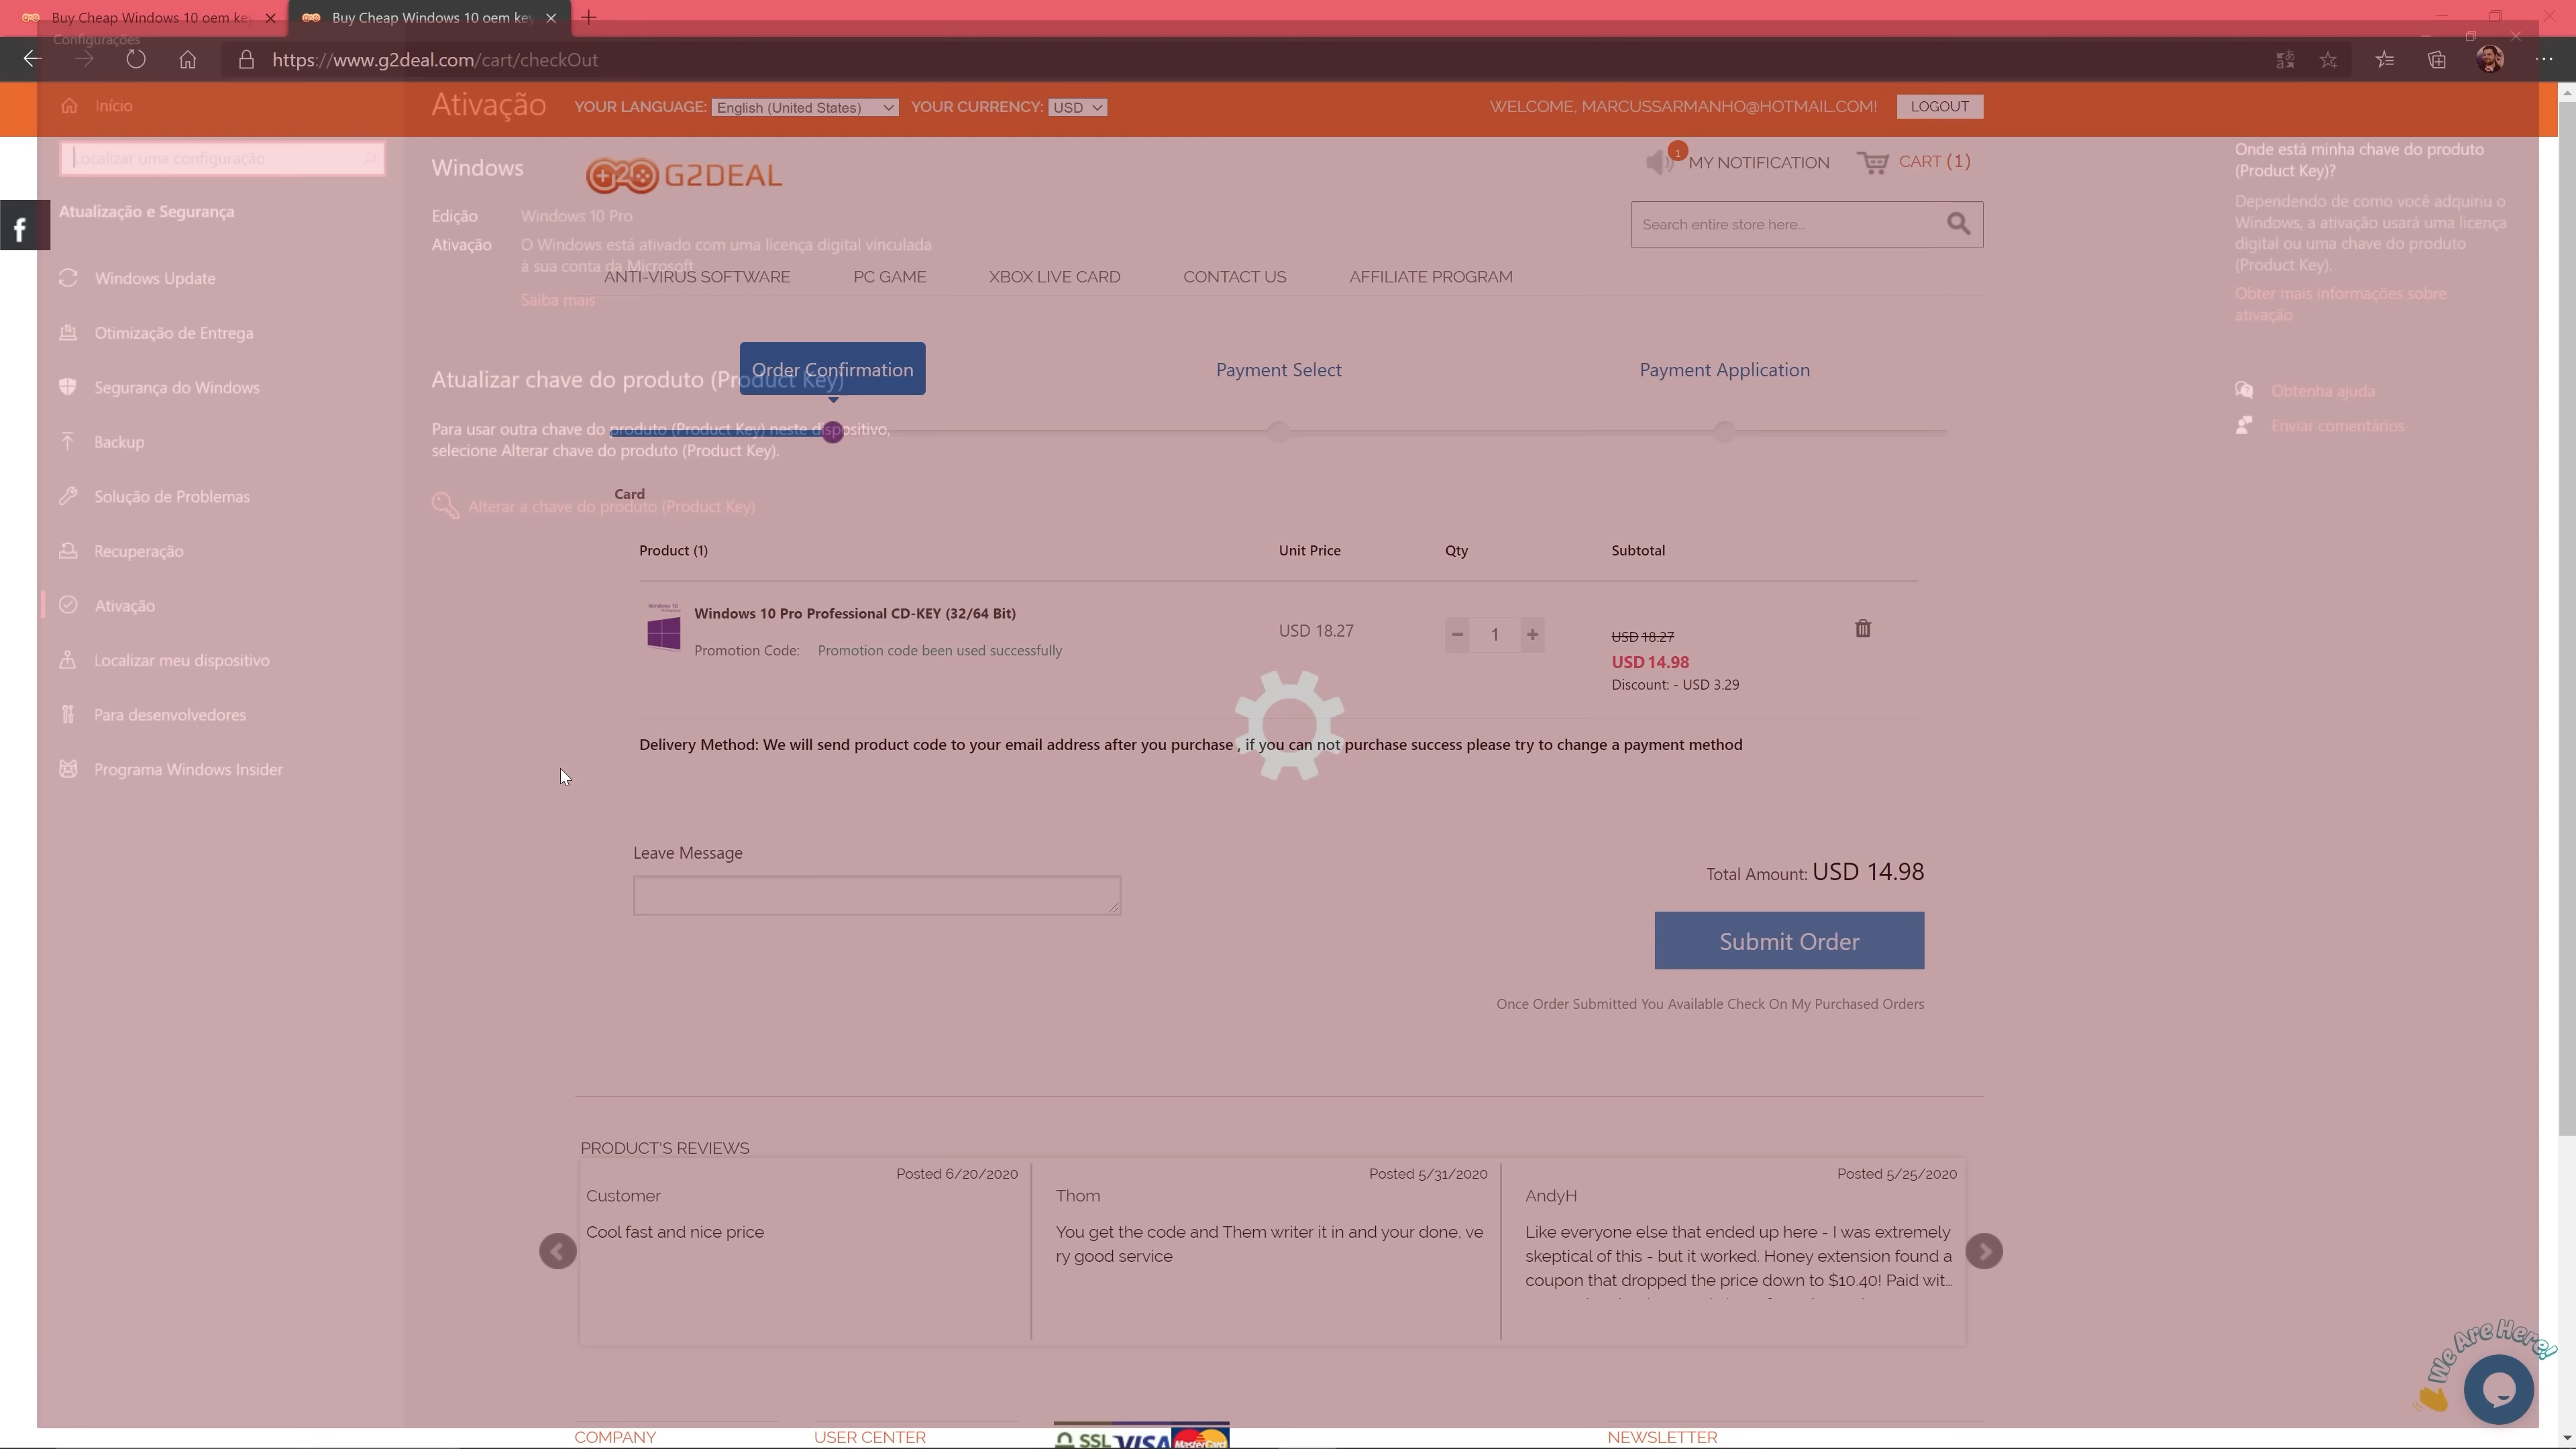 Buy Cheap Windows 10 oem ke
Buy Cheap Windows 10 oem key
Configurações
https://www.g2deal.com/cart/checkOut
Início
Ativação
YOUR LANGUAGE: English (United States) YOUR CURRENCY: USD
WELCOME, MARCUSSARMANHO@HOTMAIL.COM! LOGOUT
Localizar uma configuração
Atualização e Segurança
Windows Update
Otimização de Entrega
Segurança do Windows
Backup
Solução de Problemas
Recuperação
Ativação
Localizar meu dispositivo
Para desenvolvedores
Programa Windows Insider
Windows
Edição Windows 10 Pro
Ativação O Windows está ativado com uma licença digital vinculada
à sua conta da Microsoft
Saiba mais
Atualizar chave do produto (Product Key)
Para usar outra chave do produto (Product Key) neste dispositivo,
selecione Alterar chave do produto (Product Key).
Alterar a chave do produto (Product Key)
Onde está minha chave do produto
(Product Key)?
Dependendo de como você adquiriu o
Windows, a ativação usará uma licença
digital ou uma chave do produto
(Product Key).
Obter mais informações sobre
ativação
Obtenha ajuda
Enviar comentários
G2DEAL
1 MY NOTIFICATION CART (1)
Search entire store here...
ANTI-VIRUS SOFTWARE PC GAME XBOX LIVE CARD CONTACT US AFFILIATE PROGRAM
Order Confirmation Payment Select Payment Application
Card
Product (1) Unit Price Qty Subtotal
Windows 10 Pro Professional CD-KEY (32/64 Bit)
Promotion Code: Promotion code been used successfully
USD 18.27
1
USD 18.27
USD 14.98
Discount: - USD 3.29
Delivery Method: We will send product code to your email address after you purchase , if you can not purchase success please try to change a payment method
Leave Message
Total Amount: USD 14.98
Submit Order
Once Order Submitted You Available Check On My Purchased Orders
PRODUCT'S REVIEWS
Posted 6/20/2020
Customer
Cool fast and nice price
Posted 5/31/2020
Thom
You get the code and Them writer it in and your done, ve
ry good service
Posted 5/25/2020
AndyH
Like everyone else that ended up here - I was extremely
skeptical of this - but it worked. Honey extension found a
coupon that dropped the price down to $10.40! Paid wit...
We Are Here!
COMPANY USER CENTER SSL VISA MasterCard NEWSLETTER